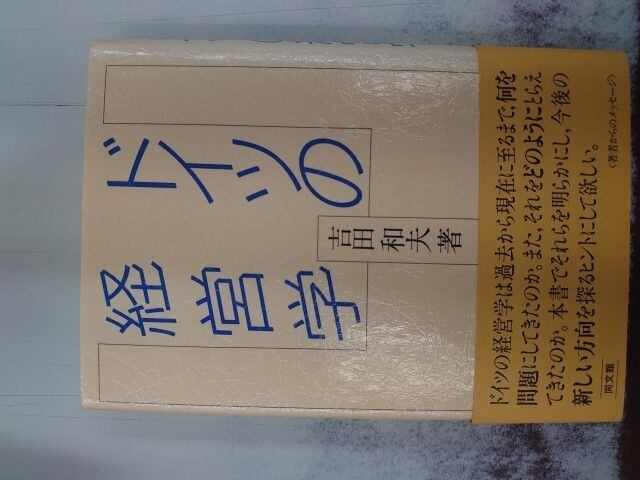 ドイツの
経営学
吉田和夫 著
ドイツの経営学は過去から現在に至るまで，何を
問題にしてきたのか。また，それをどのようにとらえ
てきたのか。本書でそれらを明らかにし，今後の
新しい方向を探るヒントにして欲しい。
〈著者からのメッセージ〉
同文舘